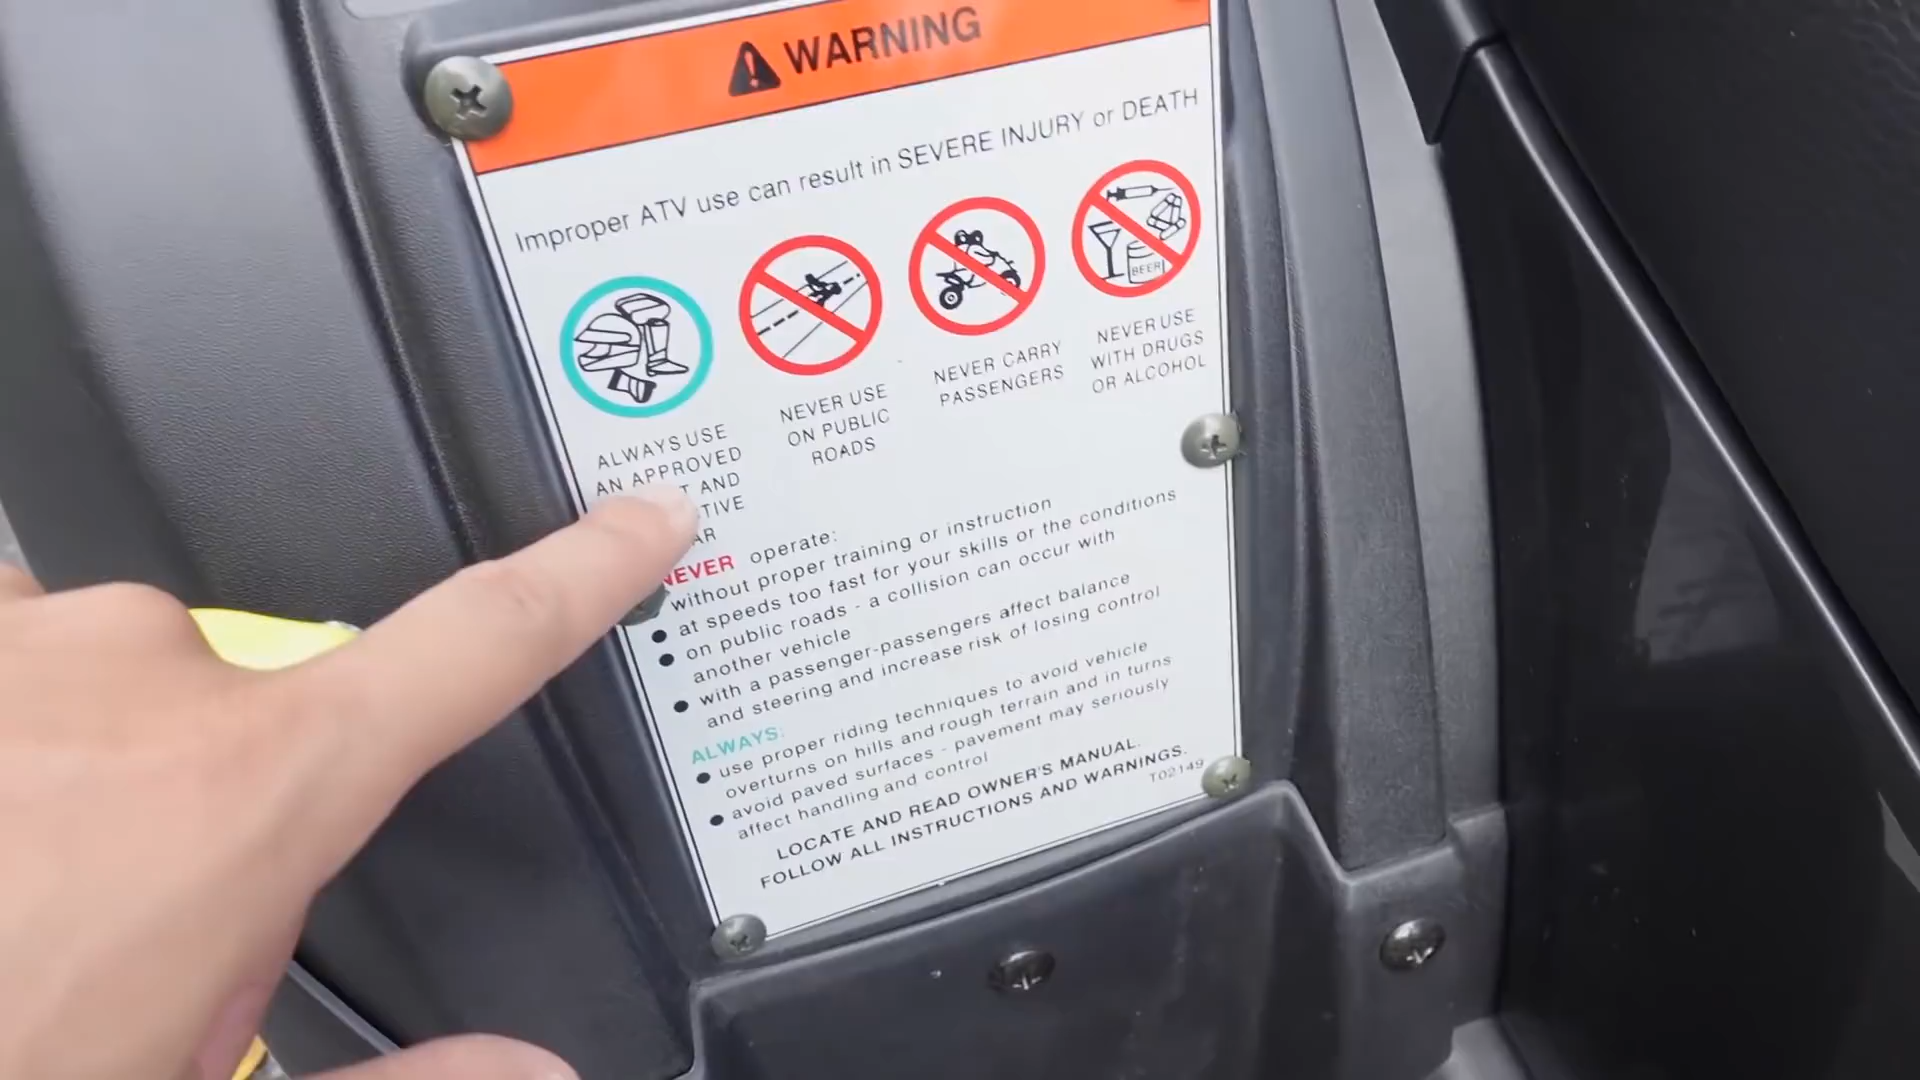 WARNING
Improper ATV use can result in SEVERE INJURY or DEATH
BEER
ALWAYS USE
AN APPROVED
AND
NEVER USE
ON PUBLIC
ROADS
NEVER CARRY
PASSENGERS
NEVER USE
WITH DRUGS
OR ALCOHOL
NEVER operate:
without proper training or instruction
● at speeds too fast for your skills or the conditions
● on public roads - a collision can occur with
another vehicle
● with a passenger-passengers affect balance
and steering and increase risk of losing control
ALWAYS:
● use proper riding techniques to avoid vehicle
overturns on hills and rough terrain and in turns
● avoid paved surfaces - pavement may seriously
affect handling and control
LOCATE AND READ OWNER'S MANUAL.
FOLLOW ALL INSTRUCTIONS AND WARNINGS.
T02149